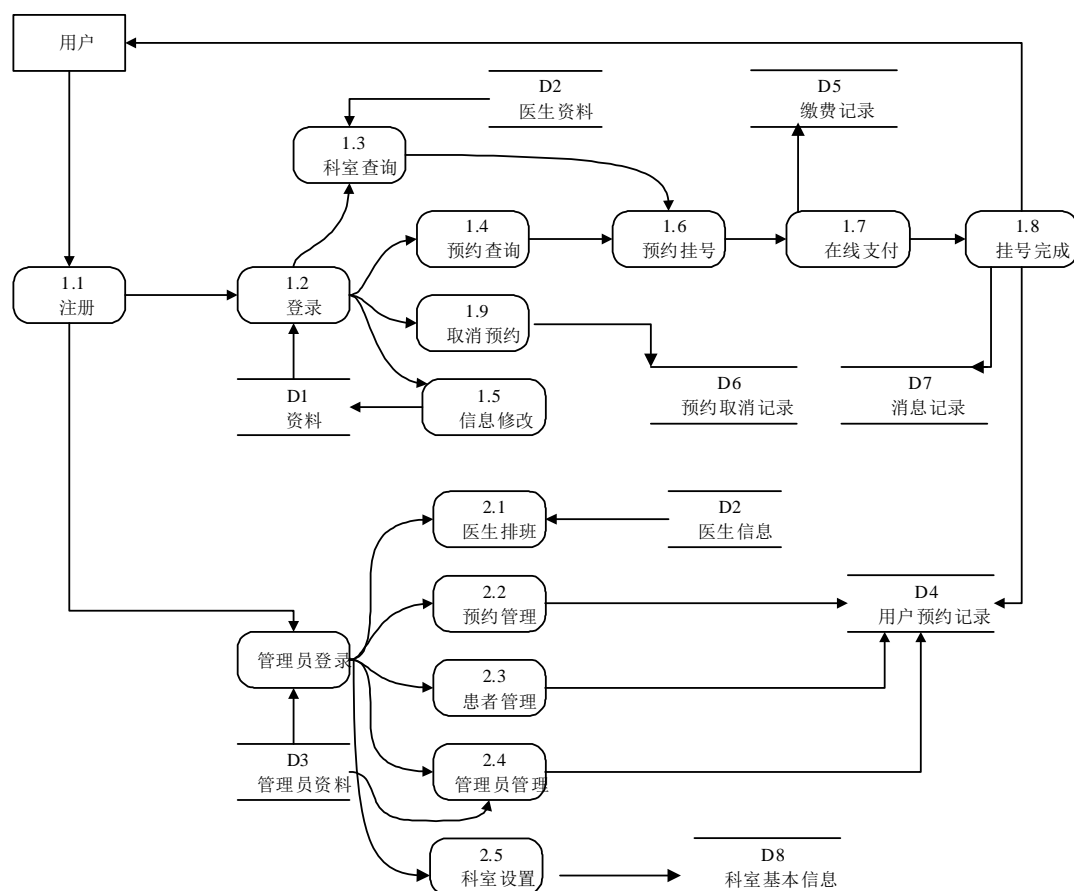 用户
D2
医生资料
D5
缴费记录
1.3
科室查询
1.4
预约查询
1.6
预约挂号
1.7
在线支付
1.8
挂号完成
1.1
注册
1.2
登录
1.9
取消预约
D1
资料
1.5
信息修改
D6
预约取消记录
D7
消息记录
2.1
医生排班
D2
医生信息
2.2
预约管理
D4
用户预约记录
管理员登录
2.3
患者管理
D3
管理员资料
2.4
管理员管理
2.5
科室设置
D8
科室基本信息